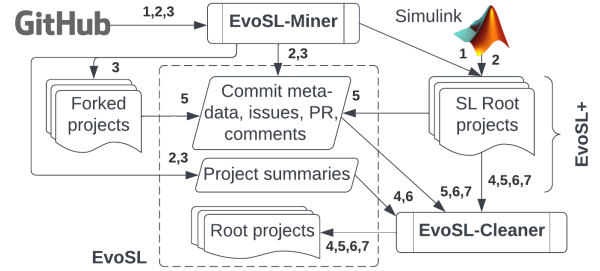 GitHub
1,2,3
EvoSL-Miner
Simulink
1
2
3
2,3
Forked
projects
5
Commit meta-
data, issues, PR,
comments
5
SL Root
projects
EvoSL+
2,3
Project summaries
4,6
5,6,7
4,5,6,7
Root projects
4,5,6,7
EvoSL-Cleaner
EvoSL